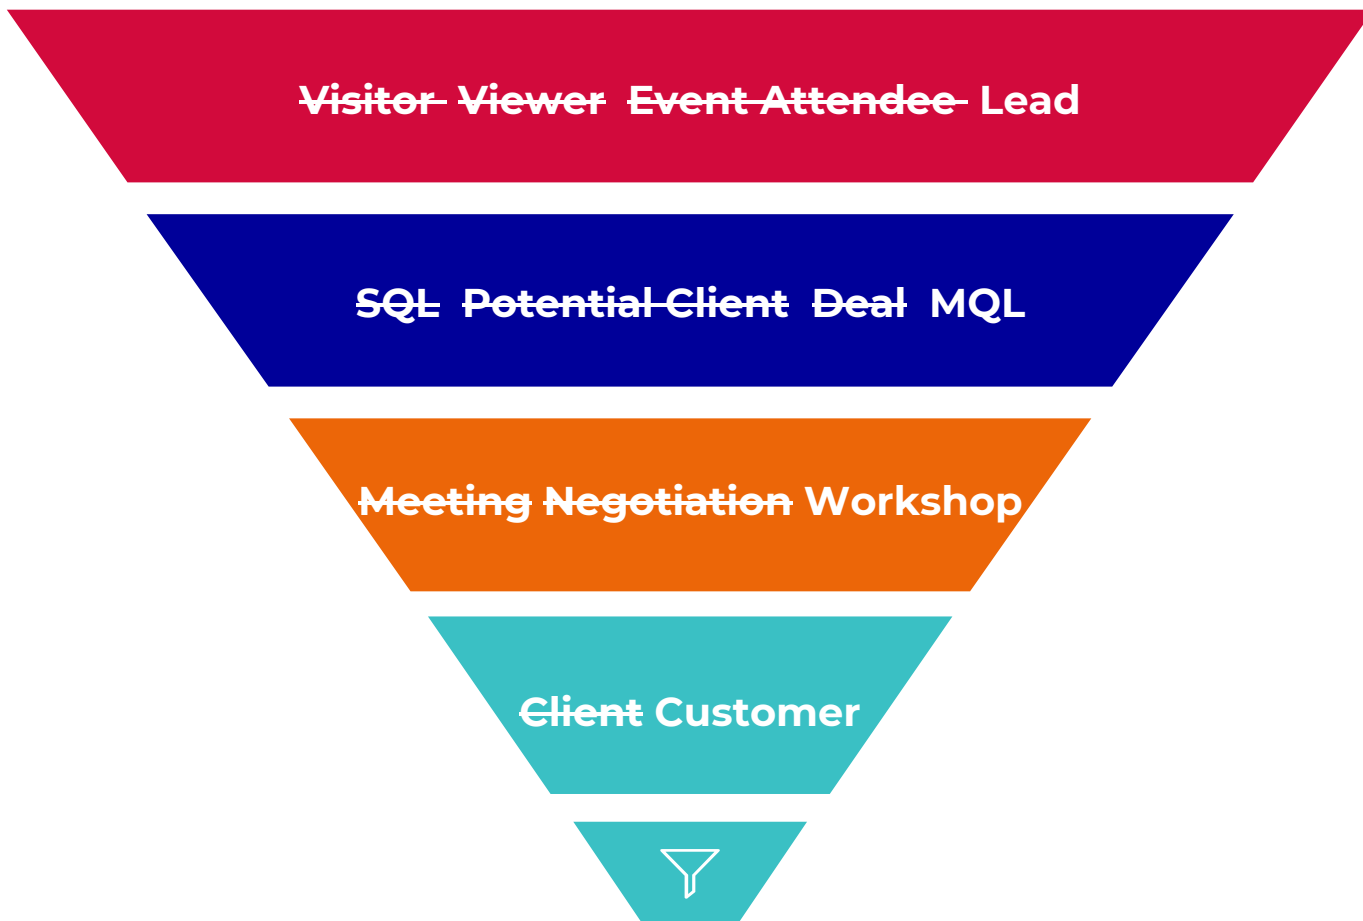 Visitor Viewer Event Attendee Lead
SQL Potential Client Deal MQL
Meeting Negotiation Workshop
Client Customer